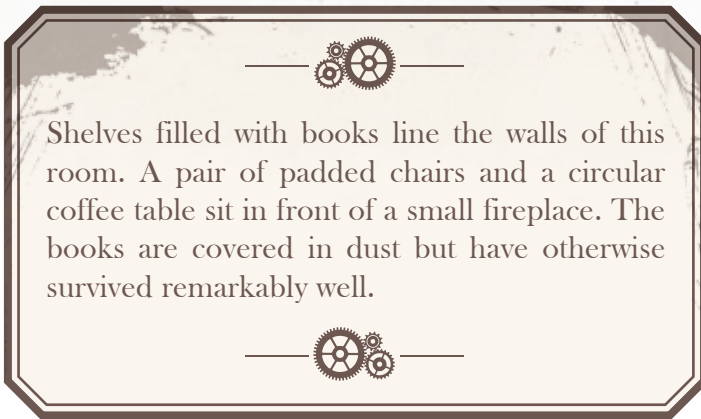 Shelves filled with books line the walls of this
room. A pair of padded chairs and a circular
coffee table sit in front of a small fireplace. The
books are covered in dust but have otherwise
survived remarkably well.